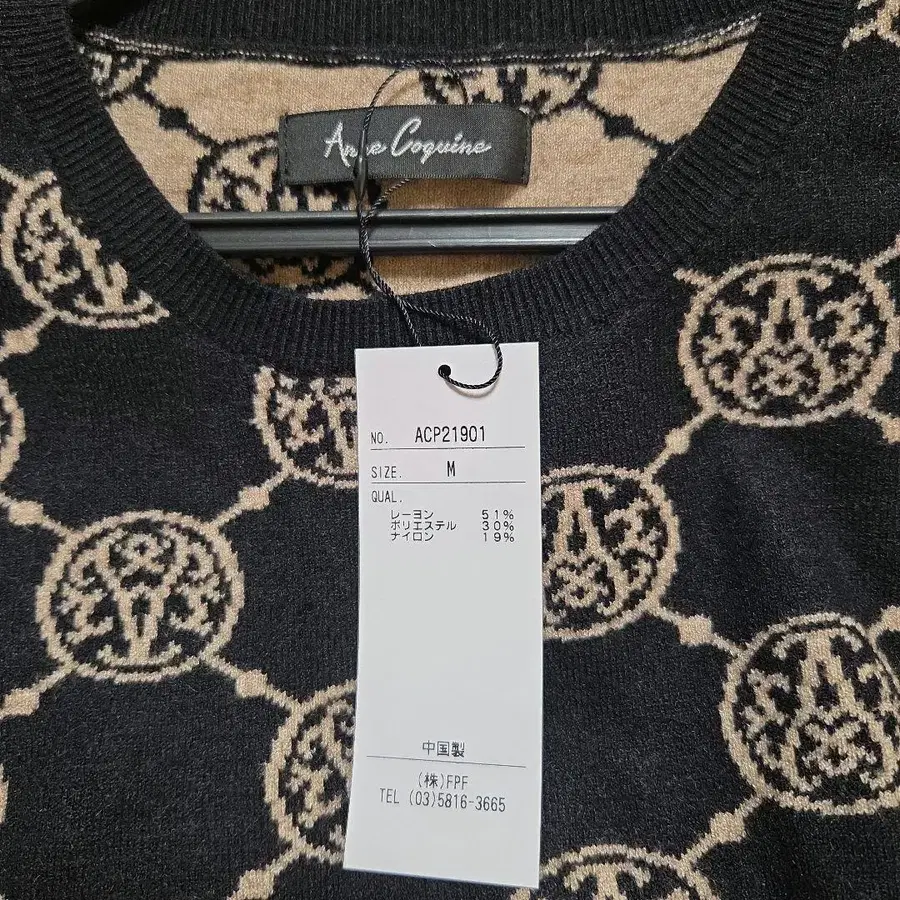 Anne Coquine
NO. ACP21901
SIZE. M
QUAL.
レーヨン 51%
ポリエステル 30%
ナイロン 19%
中国製
(株)FPF
TEL (03)5816-3665